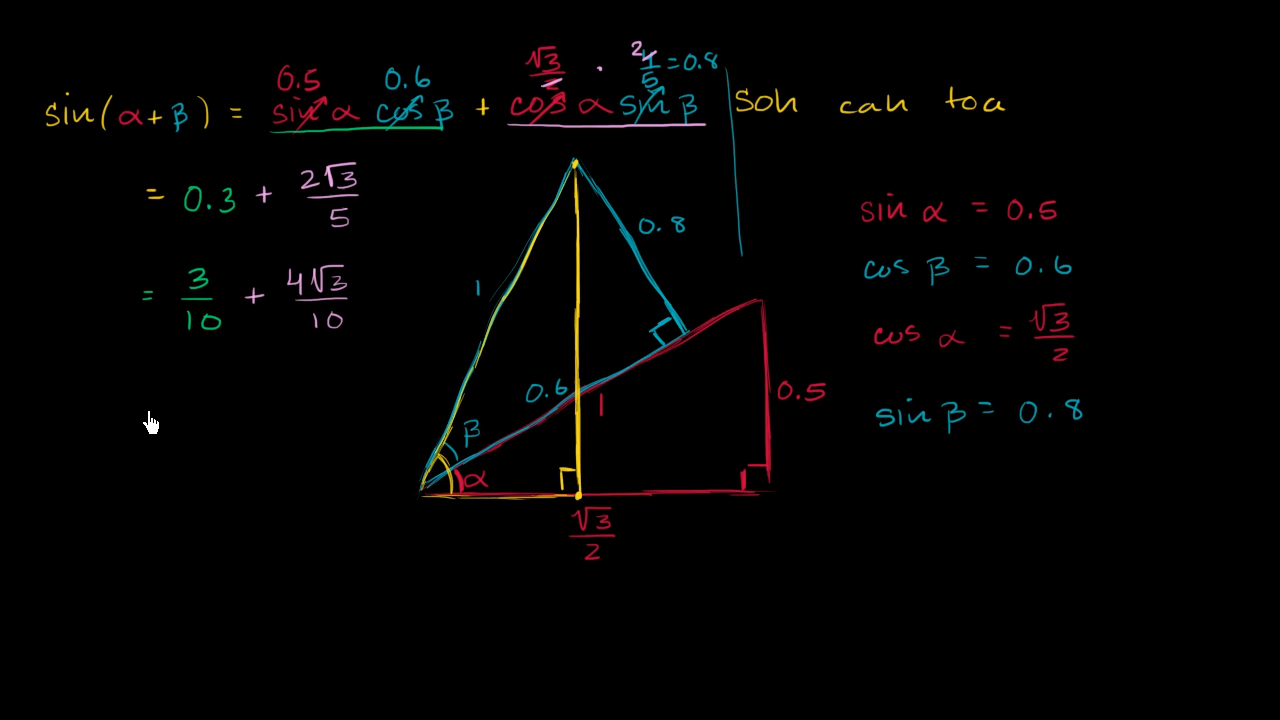 0.5 0.6 √3/2 · 2 4/5 = 0.8
sin(α+β) = sin α cos β + cos α sin β
soh cah toa
= 0.3 + 2√3/5
= 3/10 + 4√3/10
sin α = 0.5
cos β = 0.6
cos α = √3/2
sin β = 0.8
0.8
1
0.6
1
0.5
β
α
√3/2